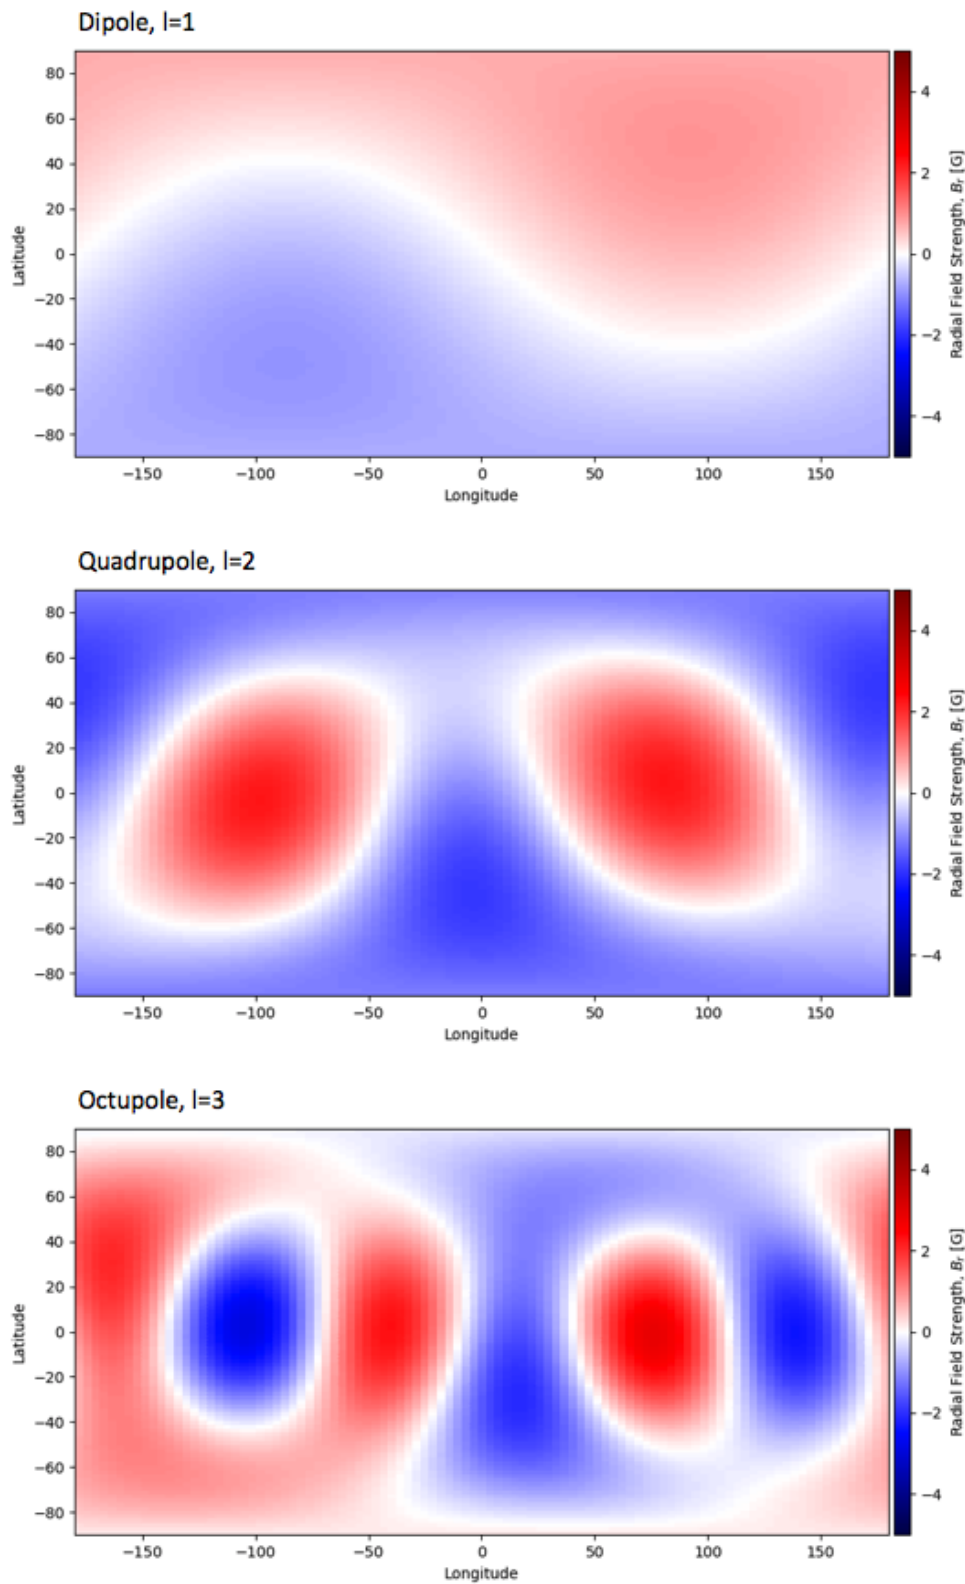 Dipole, l=1
80
60
40
20
0
−20
−40
−60
−80
Latitude
−150 −100 −50 0 50 100 150
Longitude
4
2
0
−2
−4
Radial Field Strength, Br [G]
Quadrupole, l=2
80
60
40
20
0
−20
−40
−60
−80
Latitude
−150 −100 −50 0 50 100 150
Longitude
4
2
0
−2
−4
Radial Field Strength, Br [G]
Octupole, l=3
80
60
40
20
0
−20
−40
−60
−80
Latitude
−150 −100 −50 0 50 100 150
Longitude
4
2
0
−2
−4
Radial Field Strength, Br [G]